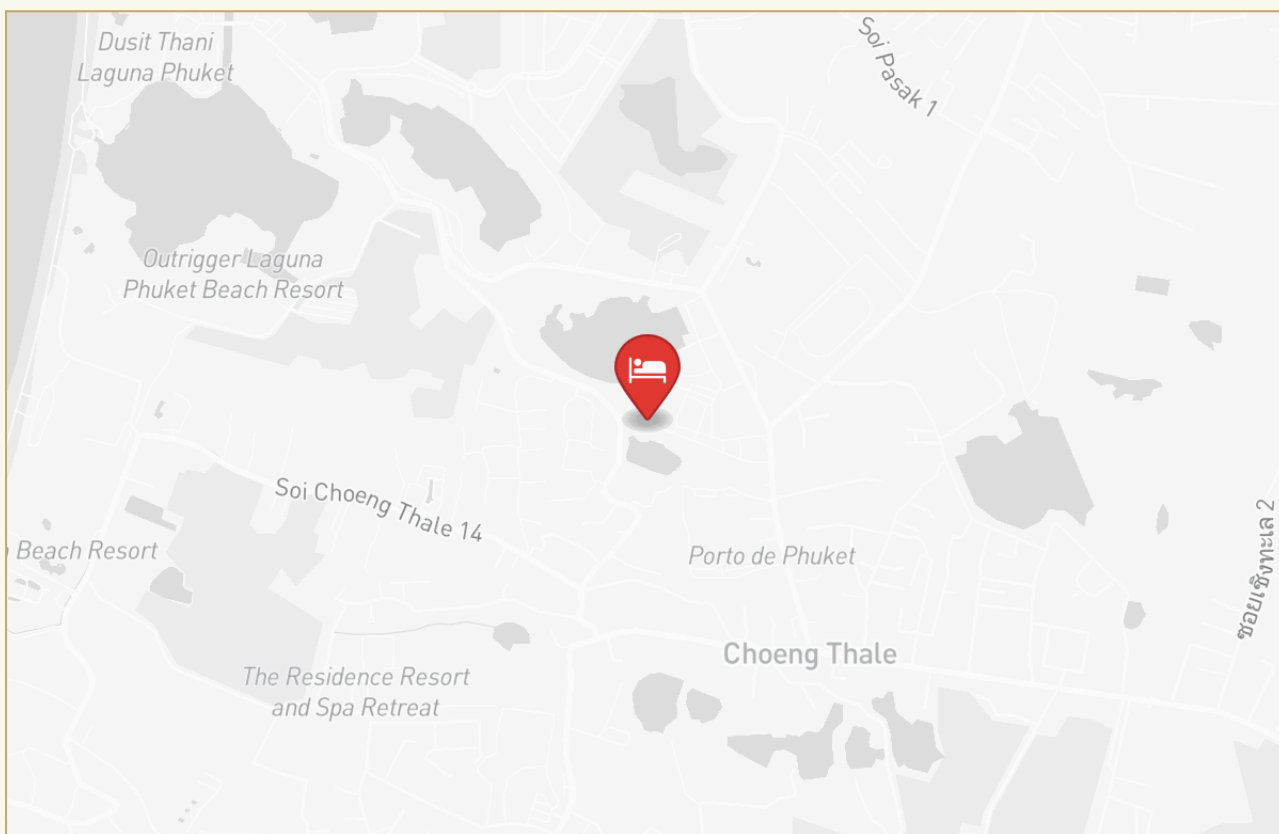 Dusit Thani
Laguna Phuket
Soi Pasak 1
Outrigger Laguna
Phuket Beach Resort
Soi Choeng Thale 14
Beach Resort
Porto de Phuket
ซอยเชิงทะเล 2
Choeng Thale
The Residence Resort
and Spa Retreat